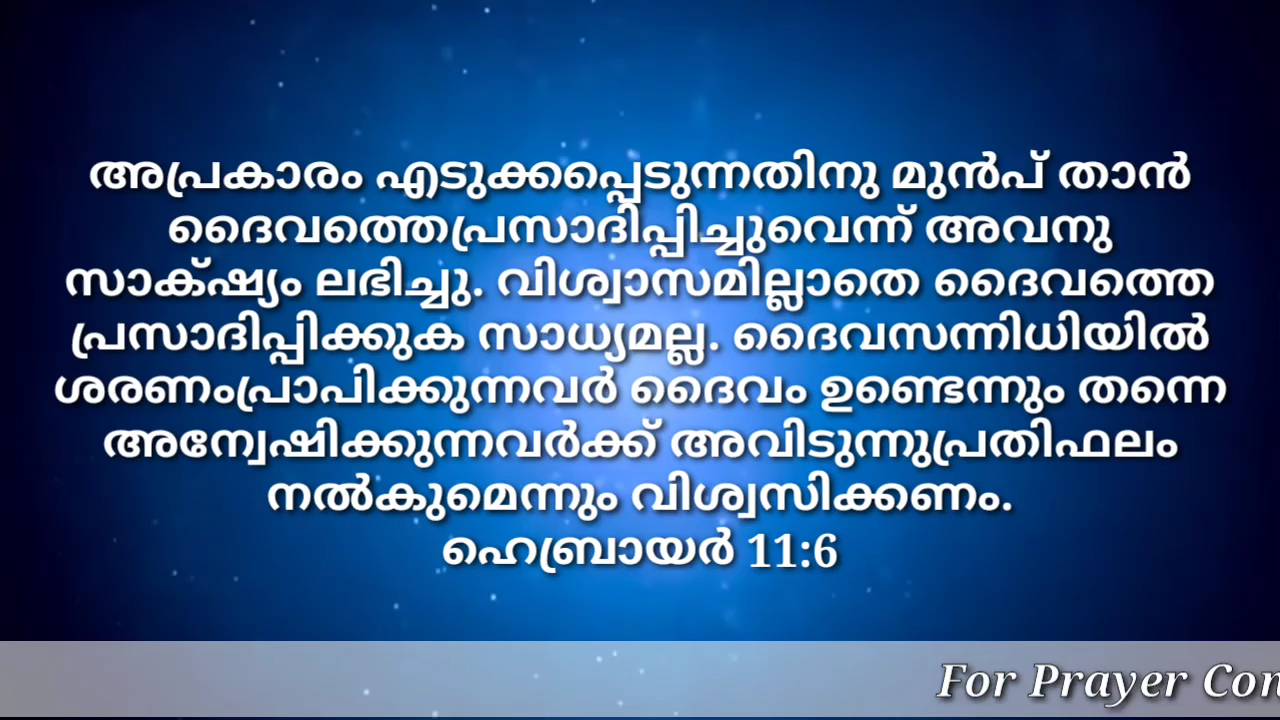 അപ്രകാരം എടുക്കപ്പെടുന്നതിനു മുൻപ് താൻ
ദൈവത്തെപ്രസാദിപ്പിച്ചുവെന്ന് അവനു
സാക്ഷ്യം ലഭിച്ചു. വിശ്വാസമില്ലാതെ ദൈവത്തെ
പ്രസാദിപ്പിക്കുക സാധ്യമല്ല. ദൈവസന്നിധിയിൽ
ശരണംപ്രാപിക്കുന്നവർ ദൈവം ഉണ്ടെന്നും തന്നെ
അന്വേഷിക്കുന്നവർക്ക് അവിടുന്നുപ്രതിഫലം
നൽകുമെന്നും വിശ്വസിക്കണം.
ഹെബ്രായർ 11:6
For Prayer